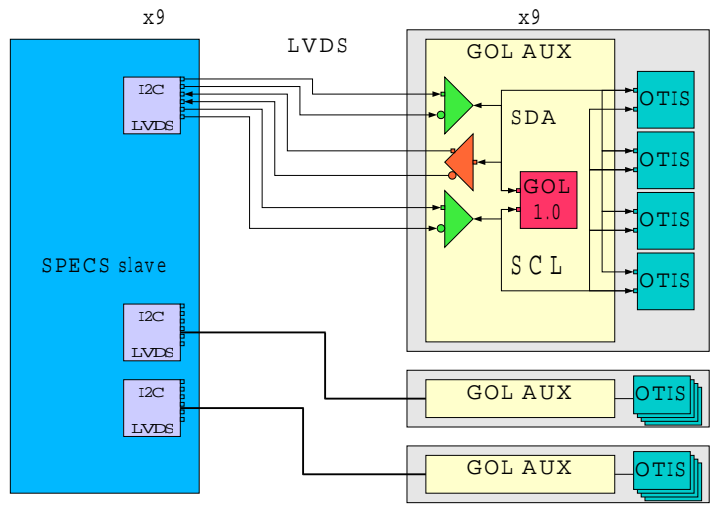 x9
x9
LVDS
GOL AUX
I2C
LVDS
OTIS
SDA
OTIS
GOL
1.0
OTIS
SPECS slave
SCL
OTIS
I2C
LVDS
I2C
LVDS
GOL AUX
OTIS
GOL AUX
OTIS